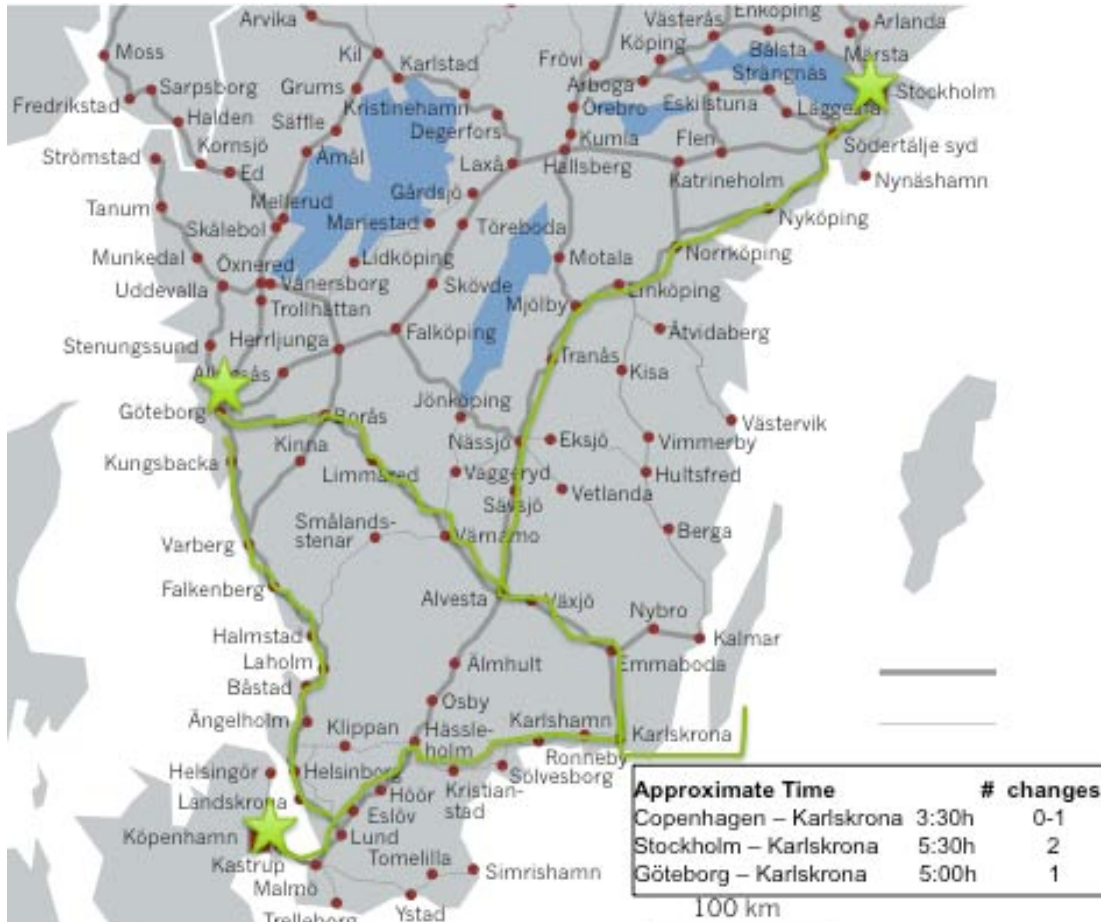 Arvika
Enköping
Västerås
Arlanda
Moss
Kil
Köping
Bålsta
Märsta
Karlstad
Frövi
Strängnäs
Sarpsborg
Grums
Arboga
Stockholm
Fredrikstad
Kristinehamn
Örebro
Eskilstuna
Läggesta
Halden
Säffle
Degerfors
Kumla
Flen
Södertälje syd
Strömstad
Kornsjö
Åmål
Laxå
Hallsberg
Ed
Katrineholm
Nynäshamn
Gårdsjö
Tanum
Mellerud
Nyköping
Skälebol
Mariestad
Töreboda
Norrköping
Munkedal
Öxnered
Lidköping
Motala
Uddevalla
Vänersborg
Skövde
Linköping
Trollhättan
Mjölby
Stenungssund
Herrljunga
Falköping
Åtvidaberg
Tranås
Kisa
Göteborg
Borås
Jönköping
Västervik
Kinna
Nässjö
Eksjö
Vimmerby
Kungsbacka
Limmared
Vaggeryd
Hultsfred
Sävsjö
Vetlanda
Smålands-
stenar
Värnamo
Berga
Varberg
Falkenberg
Alvesta
Växjö
Nybro
Halmstad
Kalmar
Laholm
Älmhult
Emmaboda
Båstad
Osby
Ängelholm
Klippan
Hässle-
holm
Karlshamn
Karlskrona
Ronneby
Helsingör
Helsinborg
Sölvesborg
Kristian-
stad
Landskrona
Höör
Eslöv
Köpenhamn
Lund
Kastrup
Tomelilla
Simrishamn
Malmö
Trelleborg
Ystad
Approximate Time # changes
Copenhagen – Karlskrona 3:30h 0-1
Stockholm – Karlskrona 5:30h 2
Göteborg – Karlskrona 5:00h 1
100 km